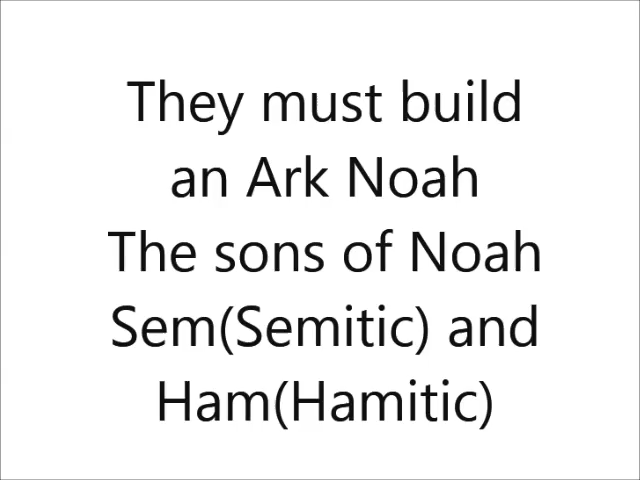 They must build
an Ark Noah
The sons of Noah
Sem(Semitic) and
Ham(Hamitic)